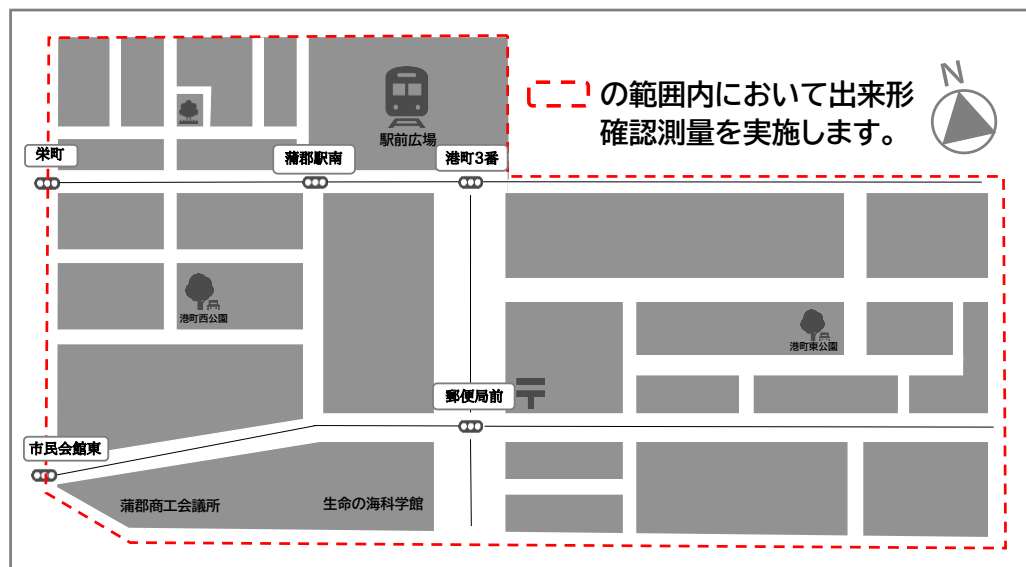 N
の範囲内において出来形
確認測量を実施します。
駅前広場
栄町
蒲郡駅南
港町3番
港町西公園
港町東公園
郵便局前
市民会館東
蒲郡商工会議所
生命の海科学館